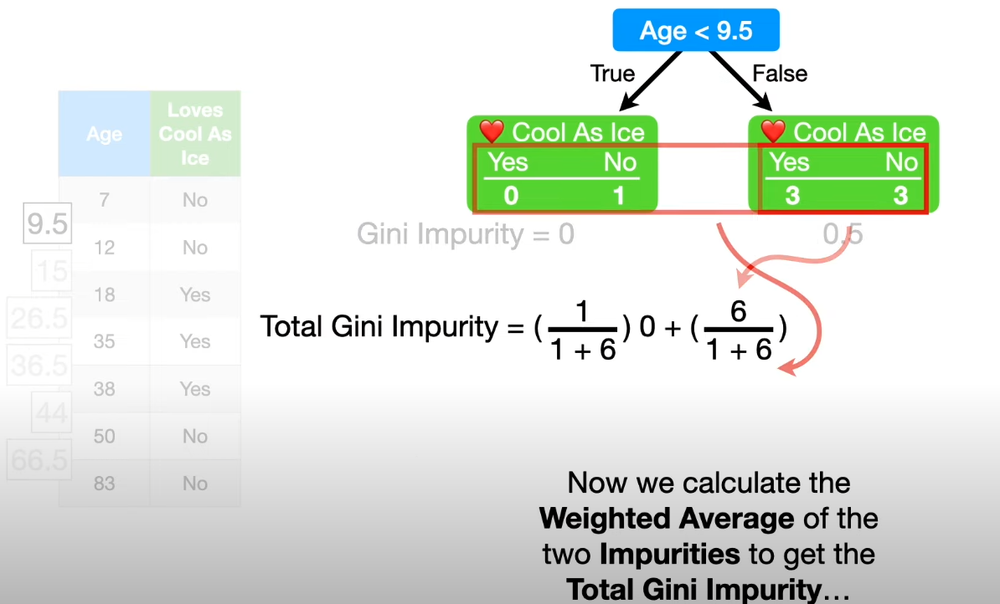 Age < 9.5
True False
❤️ Cool As Ice
Yes No
0 1
❤️ Cool As Ice
Yes No
3 3
Gini Impurity = 0 0.5
Age Loves Cool As Ice
7 No
12 No
18 Yes
35 Yes
38 Yes
50 No
83 No
9.5
15
26.5
36.5
44
66.5
Total Gini Impurity = ( 1 / 1 + 6 ) 0 + ( 6 / 1 + 6 )
Now we calculate the
Weighted Average of the
two Impurities to get the
Total Gini Impurity…